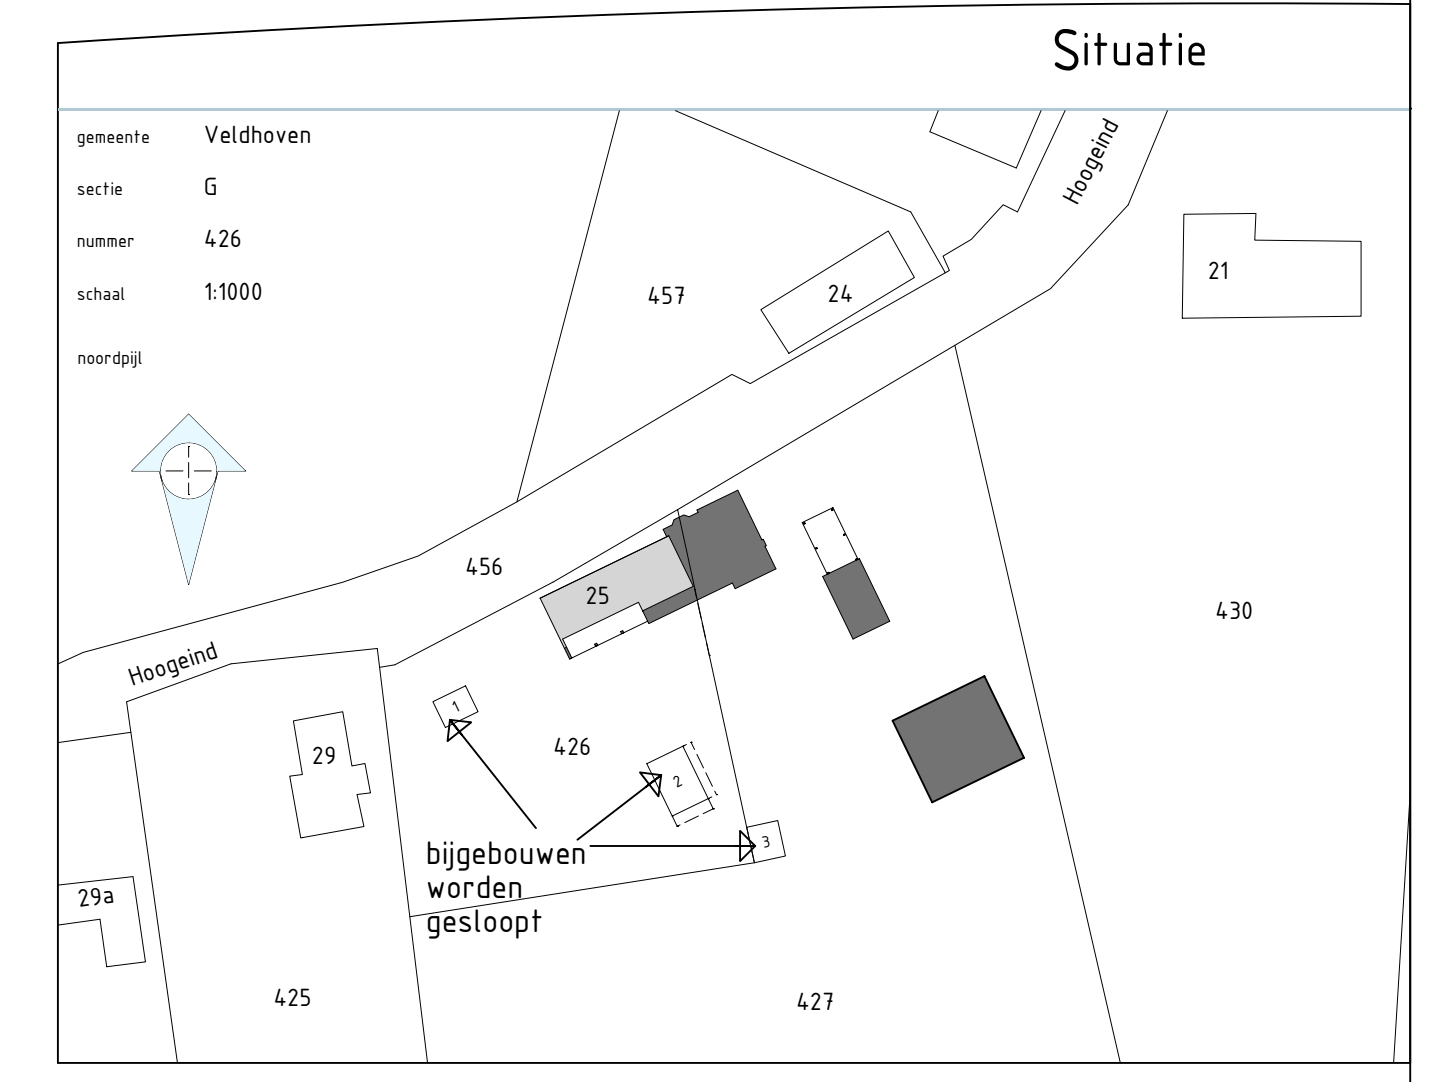 Situatie
gemeente Veldhoven
sectie G
nummer 426
schaal 1:1000
noordpijl
Hoogeind
21
24
457
456
25
430
Hoogeind
1
29
426
2
3
bijgebouwen
worden
gesloopt
29a
425
427